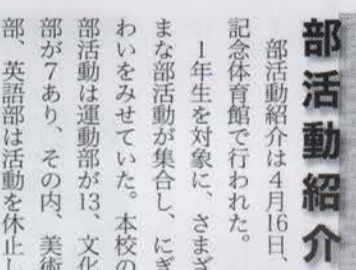 部活動紹介
部活動紹介は４月16日、
記念体育館で行われた。
１年生を対象に、さまざ
まな部活動が集合し、にぎ
わいをみせていた。本校の
部活動は運動部が13、文化
部が７あり、その内、美術
部、英語部は活動を休止し